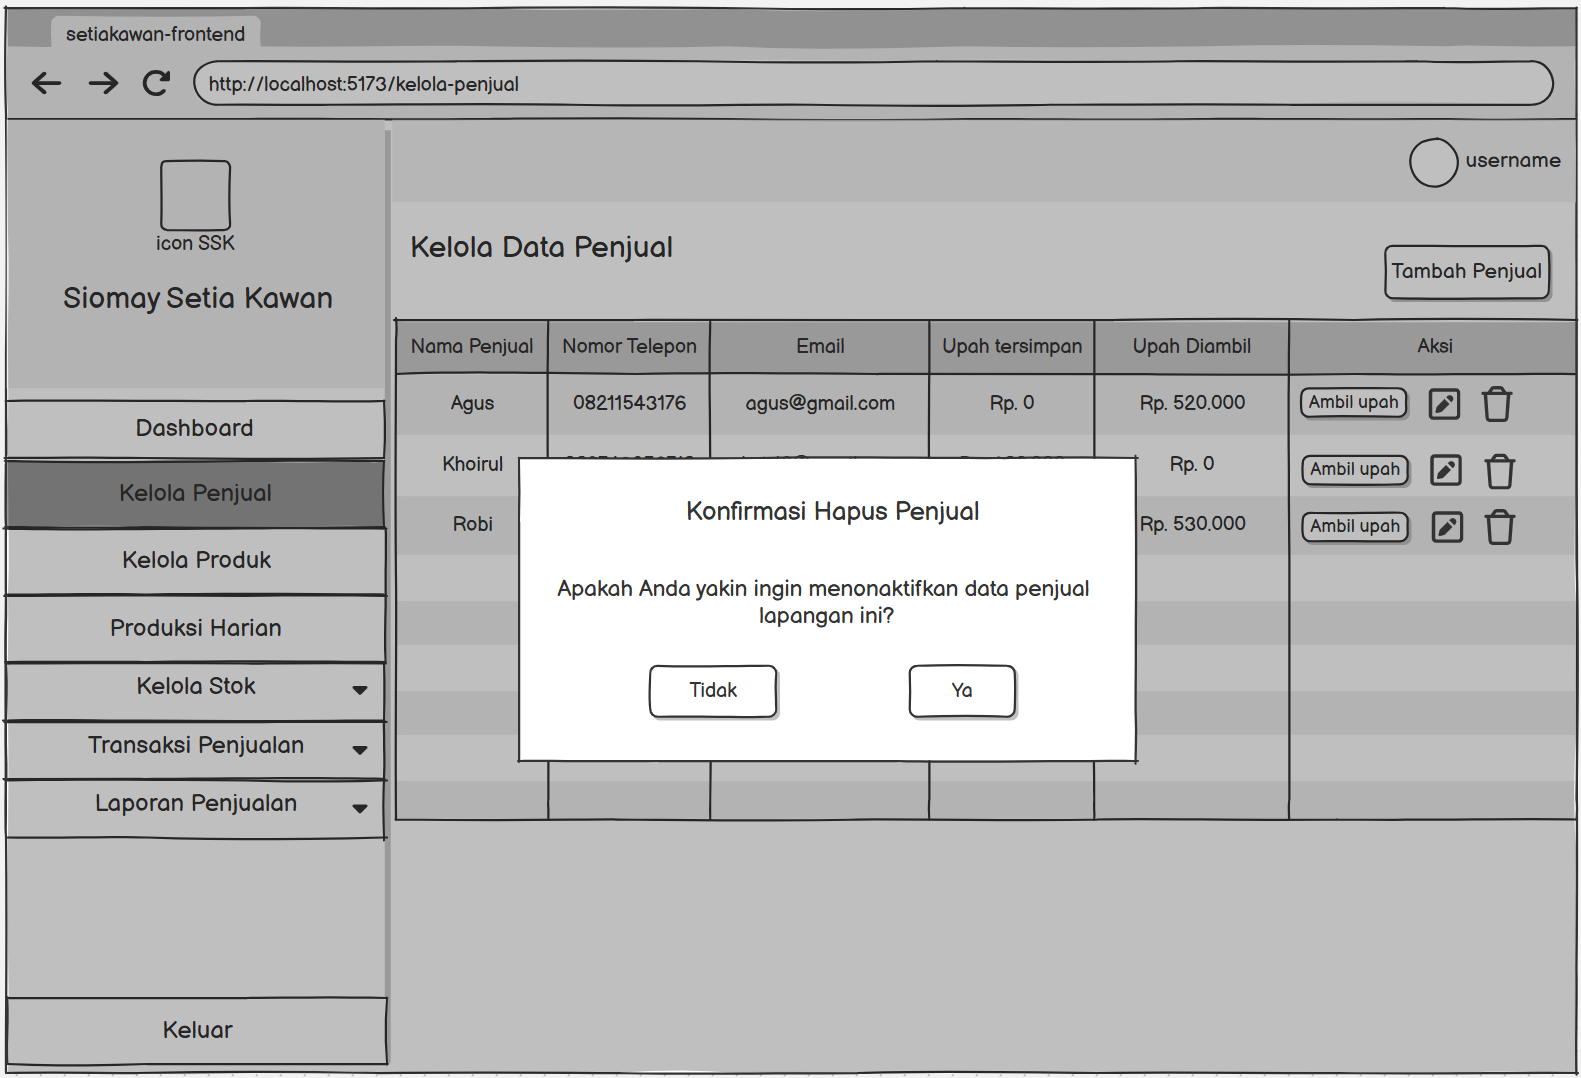 setiakawan-frontend
http://localhost:5173/kelola-penjual
username
icon SSK
Siomay Setia Kawan
Dashboard
Kelola Penjual
Kelola Produk
Produksi Harian
Kelola Stok
Transaksi Penjualan
Laporan Penjualan
Keluar
Kelola Data Penjual
Tambah Penjual
Nama Penjual Nomor Telepon Email Upah tersimpan Upah Diambil Aksi
Agus 08211543176 agus@gmail.com Rp. 0 Rp. 520.000 Ambil upah
Khoirul Rp. 0 Ambil upah
Robi Rp. 530.000 Ambil upah
Konfirmasi Hapus Penjual
Apakah Anda yakin ingin menonaktifkan data penjual
lapangan ini?
Tidak Ya